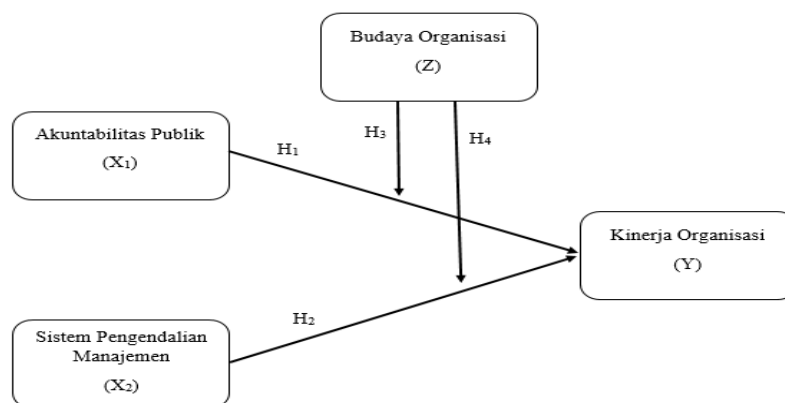 Budaya Organisasi
(Z)
Akuntabilitas Publik
(X₁)
H₁
H₃
H₄
Kinerja Organisasi
(Y)
H₂
Sistem Pengendalian
Manajemen
(X₂)